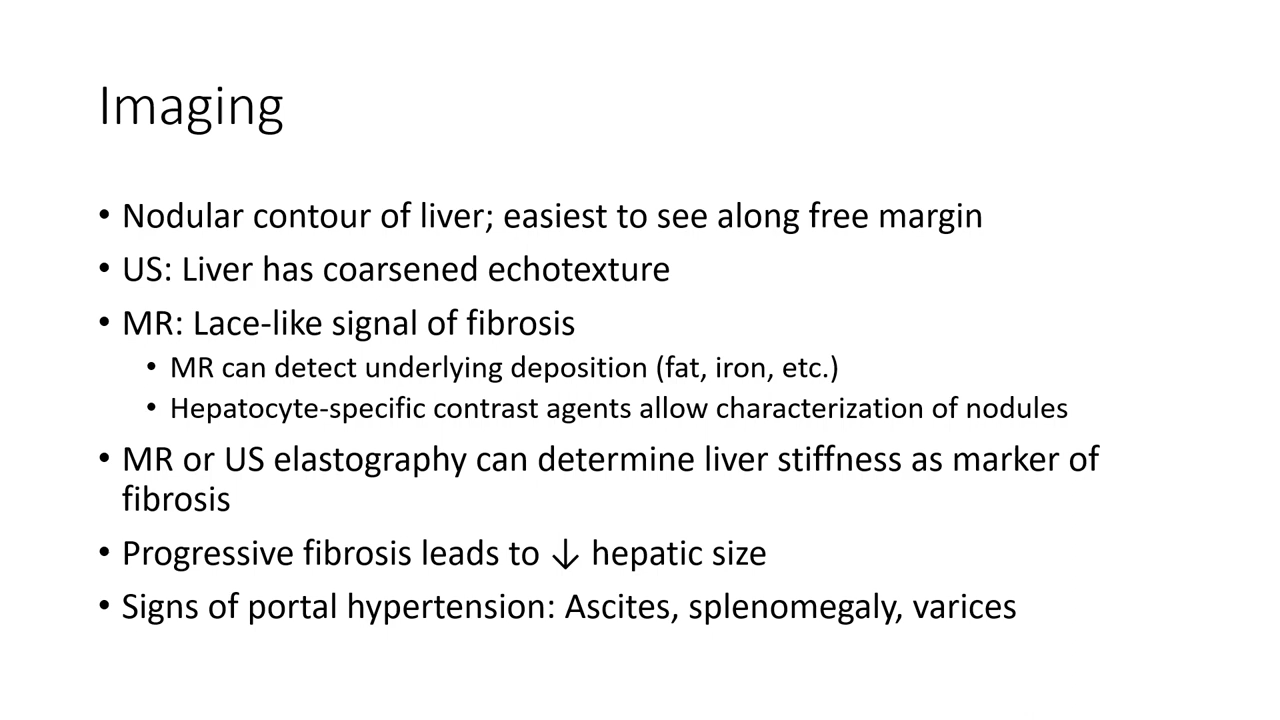 Imaging
• Nodular contour of liver; easiest to see along free margin
• US: Liver has coarsened echotexture
• MR: Lace-like signal of fibrosis
• MR can detect underlying deposition (fat, iron, etc.)
• Hepatocyte-specific contrast agents allow characterization of nodules
• MR or US elastography can determine liver stiffness as marker of
fibrosis
• Progressive fibrosis leads to ↓ hepatic size
• Signs of portal hypertension: Ascites, splenomegaly, varices